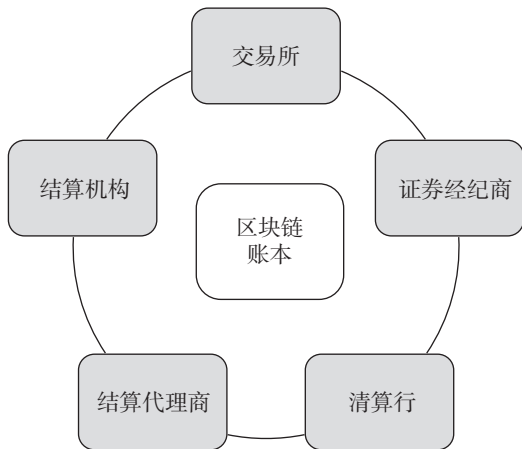 交易所
结算机构
证券经纪商
区块链
账本
结算代理商
清算行